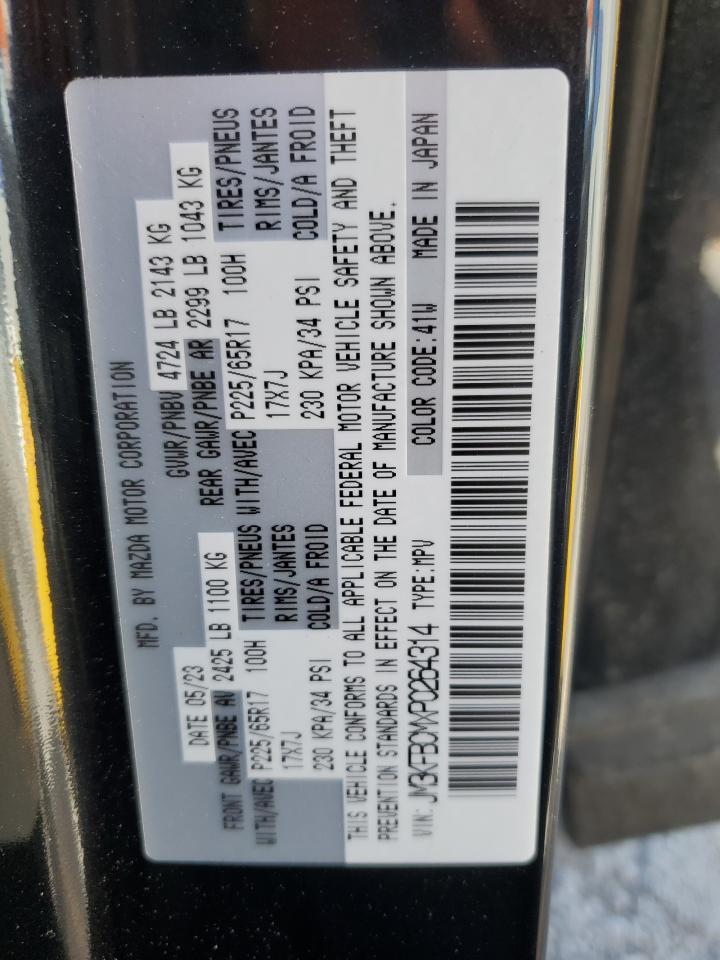 MFD. BY MAZDA MOTOR CORPORATION
DATE 05/23 GVWR/PNBV 4724 LB 2143 KG
FRONT GAWR/PNBE AV 2425 LB 1100 KG REAR GAWR/PNBE AR 2299 LB 1043 KG
WITH/AVEC P225/65R17 100H TIRES/PNEUS WITH/AVEC P225/65R17 100H TIRES/PNEUS
17X7J RIMS/JANTES 17X7J RIMS/JANTES
230 KPA/34 PSI COLD/A FROID 230 KPA/34 PSI COLD/A FROID
THIS VEHICLE CONFORMS TO ALL APPLICABLE FEDERAL MOTOR VEHICLE SAFETY AND THEFT
PREVENTION STANDARDS IN EFFECT ON THE DATE OF MANUFACTURE SHOWN ABOVE.
VIN: JM3KFBCMXP0264314 TYPE:MPV COLOR CODE:41W MADE IN JAPAN